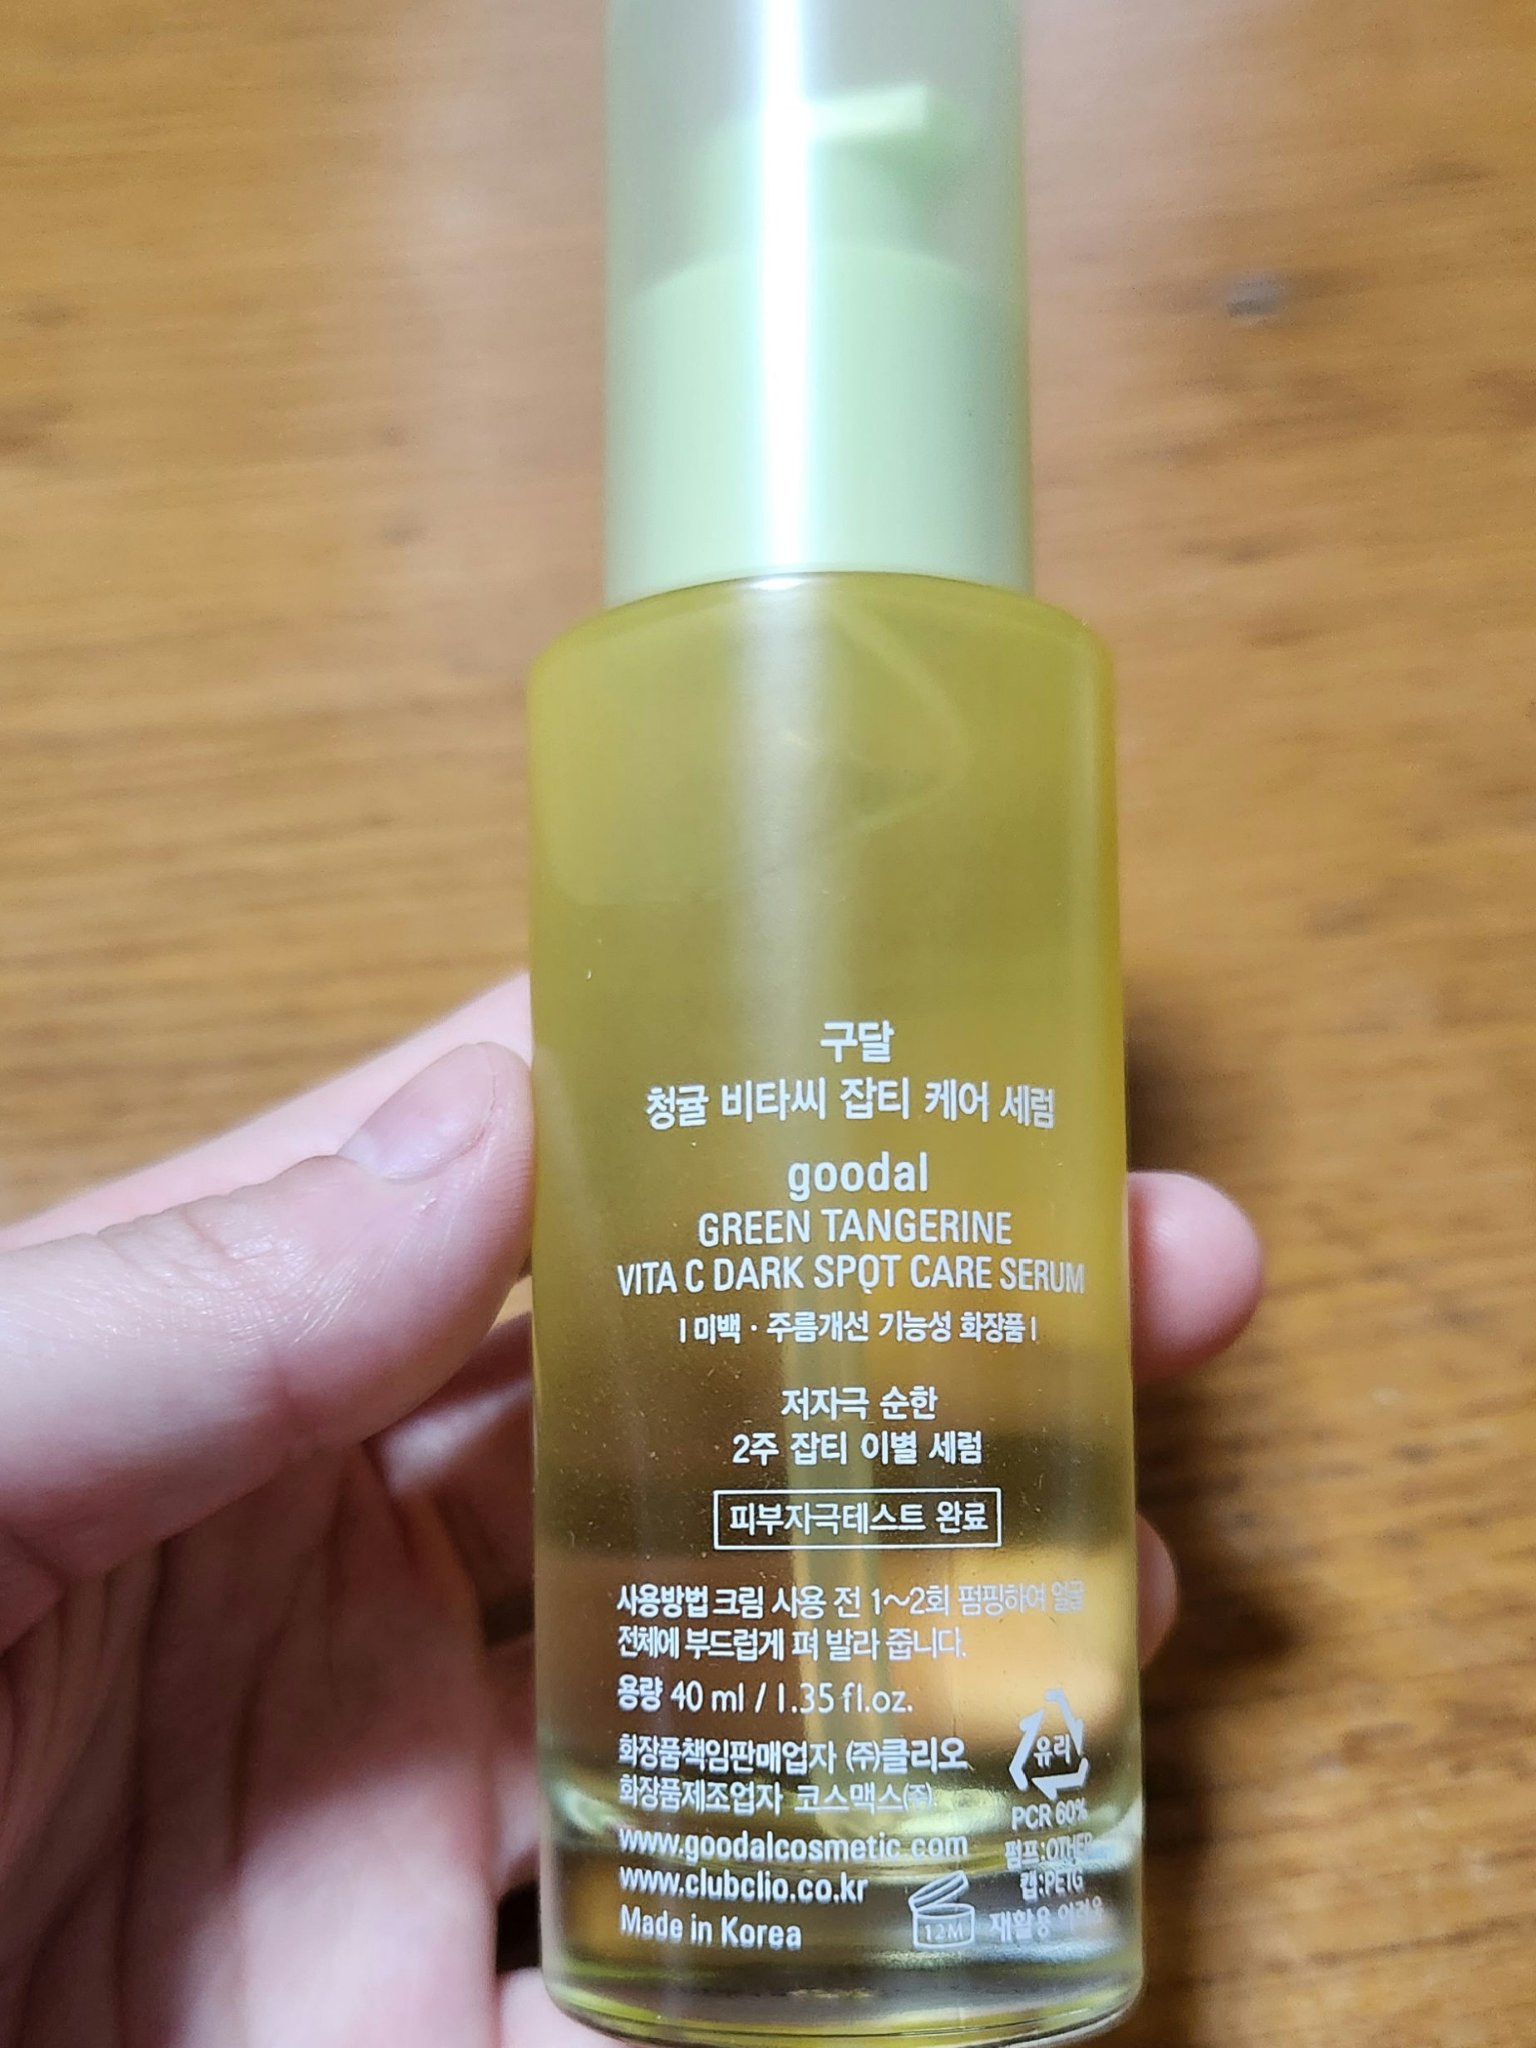 구달
청귤 비타씨 잡티 케어 세럼
goodal
GREEN TANGERINE
VITA C DARK SPOT CARE SERUM
| 미백 · 주름개선 기능성 화장품 |
저자극 순한
2주 잡티 이별 세럼
피부자극테스트 완료
사용방법 크림 사용 전 1~2회 펌핑하여 얼굴
전체에 부드럽게 펴 발라 줍니다.
용량 40 ml / 1.35 fl.oz.
화장품책임판매업자 (주)클리오
화장품제조업자 코스맥스(주)
www.goodalcosmetic.com
www.clubclio.co.kr
Made in Korea
12M
유리
PCR 60%
펌프:OTHER
캡:PETG
재활용 어려움